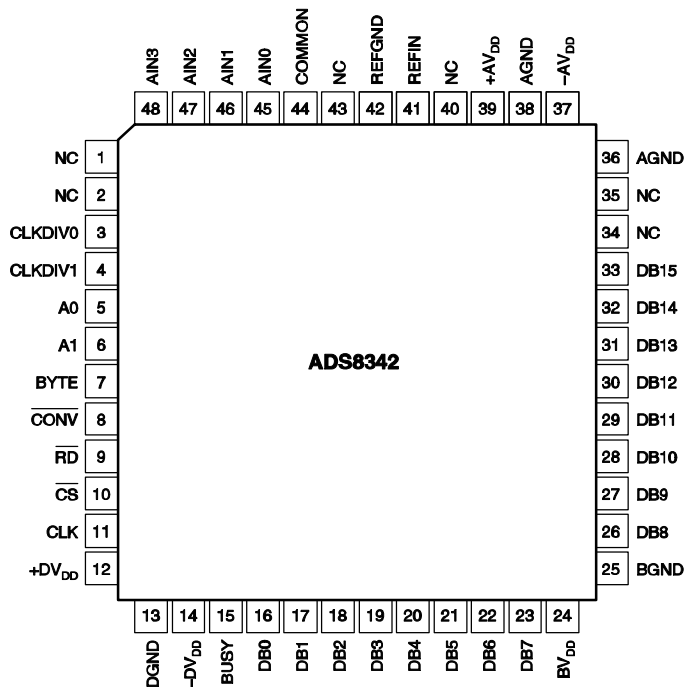 AIN3 AIN2 AIN1 AIN0 COMMON NC REFGND REFIN NC +AVDD AGND –AVDD
48 47 46 45 44 43 42 41 40 39 38 37
NC 1
NC 2
CLKDIV0 3
CLKDIV1 4
A0 5
A1 6
BYTE 7
CONV 8
RD 9
CS 10
CLK 11
+DVDD 12
ADS8342
36 AGND
35 NC
34 NC
33 DB15
32 DB14
31 DB13
30 DB12
29 DB11
28 DB10
27 DB9
26 DB8
25 BGND
13 14 15 16 17 18 19 20 21 22 23 24
DGND –DVDD BUSY DB0 DB1 DB2 DB3 DB4 DB5 DB6 DB7 BVDD